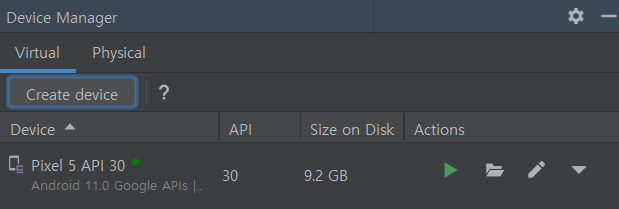 Device Manager
Virtual Physical
Create device ?
Device API Size on Disk Actions
Pixel 5 API 30 30 9.2 GB
Android 11.0 Google APIs |..